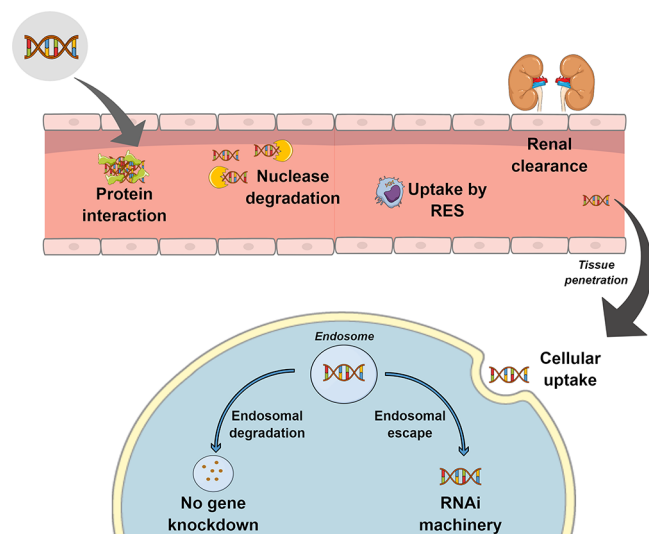 Renal
clearance
Protein
interaction
Nuclease
degradation
Uptake by
RES
Tissue
penetration
Cellular
uptake
Endosome
Endosomal
degradation
Endosomal
escape
No gene
knockdown
RNAi
machinery